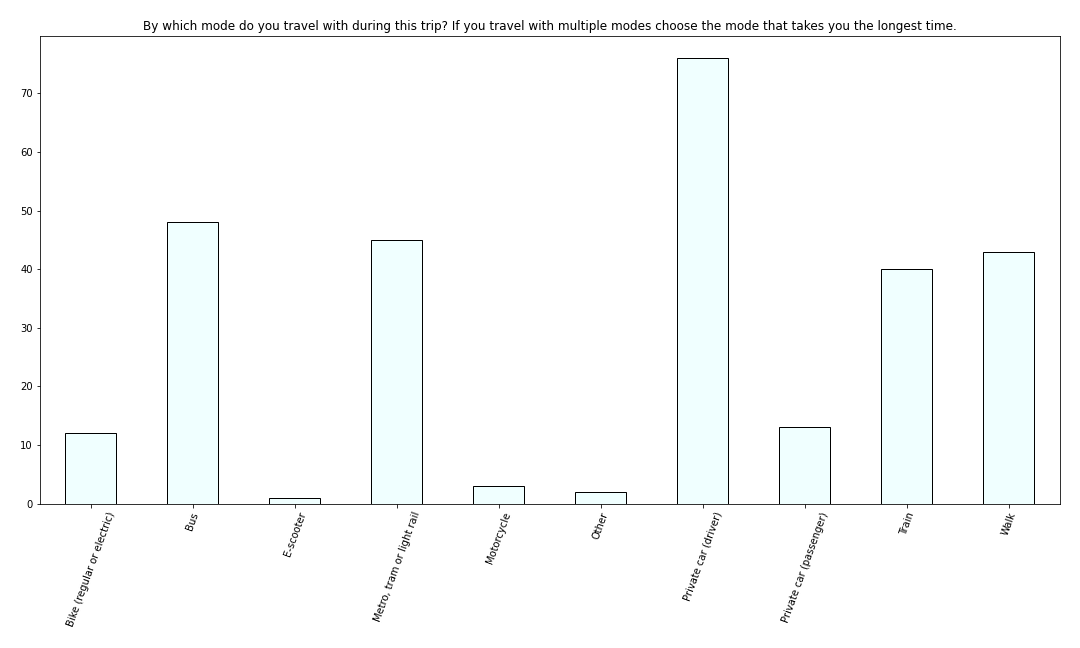 By which mode do you travel with during this trip? If you travel with multiple modes choose the mode that takes you the longest time.
70
60
50
40
30
20
10
0
Bike (regular or electric)
Bus
E-scooter
Metro, tram or light rail
Motorcycle
Other
Private car (driver)
Private car (passenger)
Train
Walk